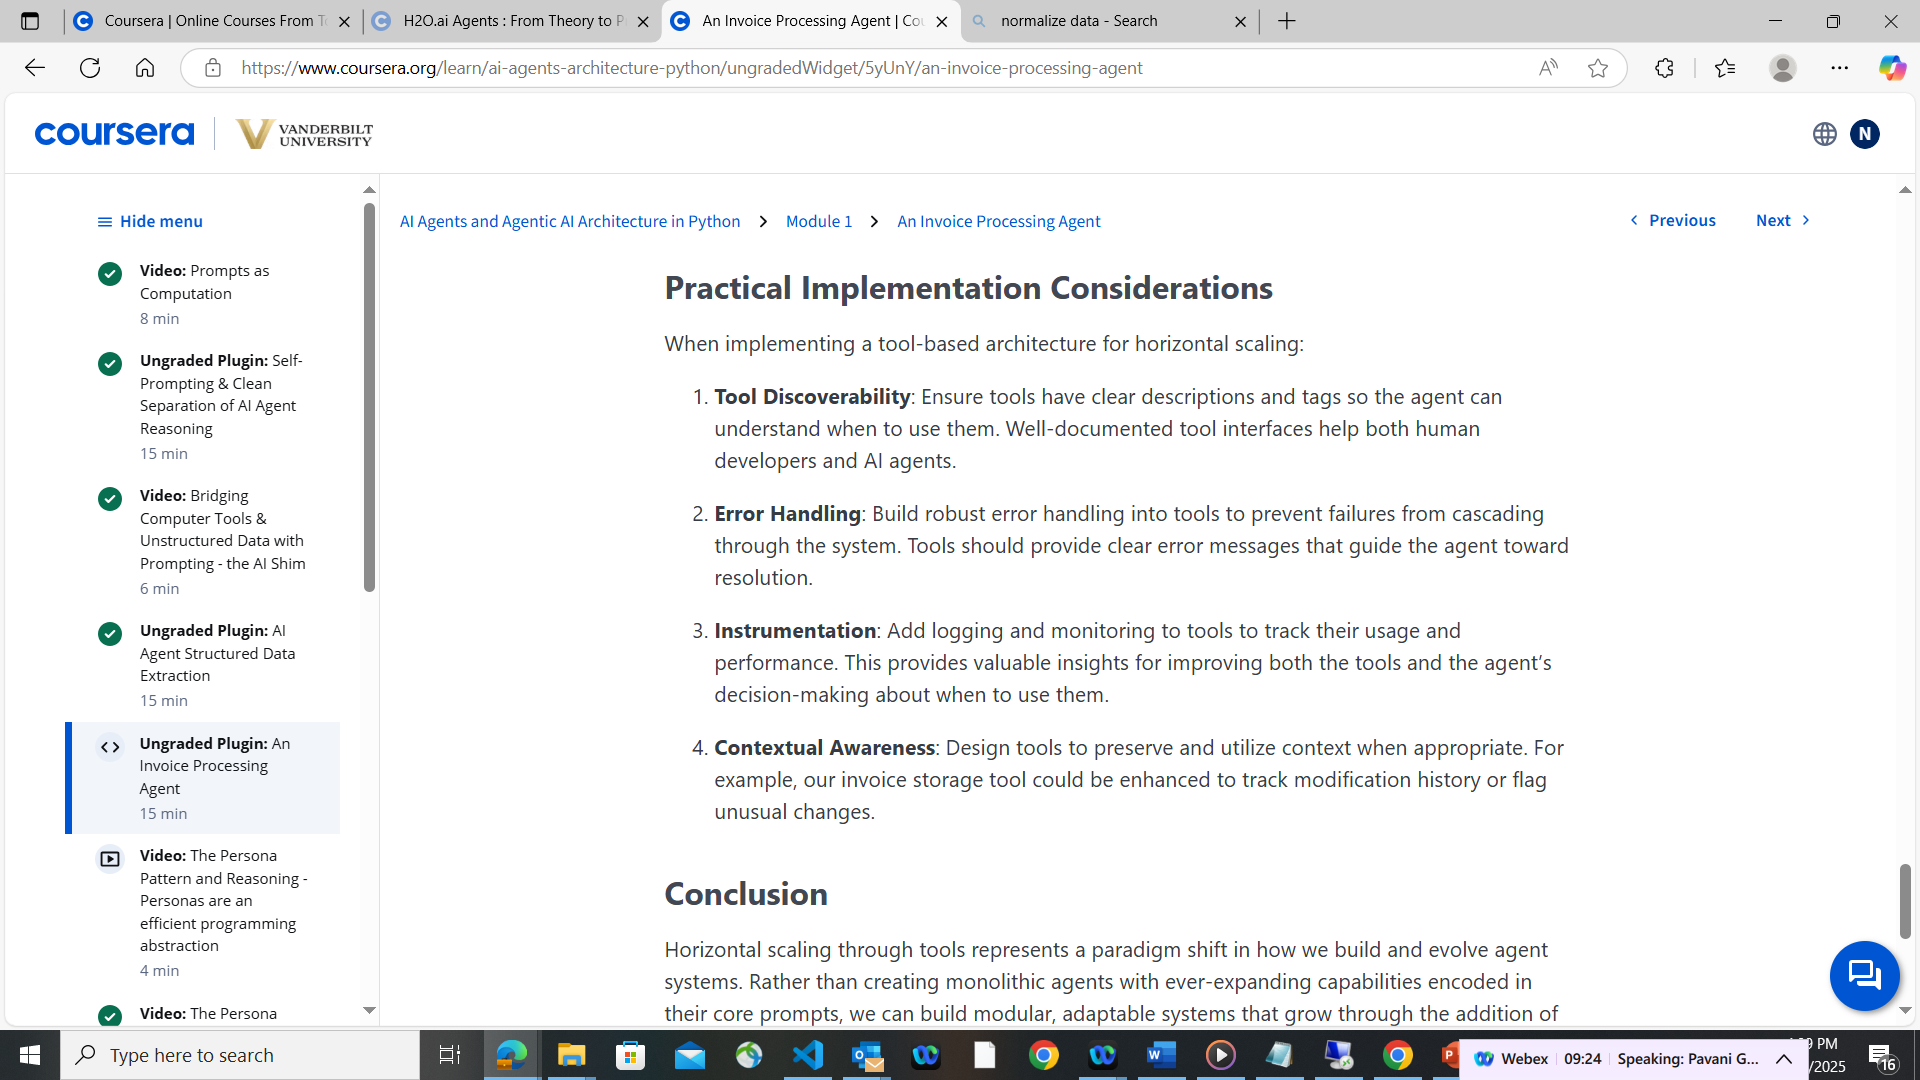 Coursera | Online Courses From
H2O.ai Agents : From Theory to
An Invoice Processing Agent |
normalize data - Search
https://www.coursera.org/learn/ai-agents-architecture-python/ungradedWidget/5yUnY/an-invoice-processing-agent
coursera
VANDERBILT
UNIVERSITY
N
Hide menu
AI Agents and Agentic AI Architecture in Python
Module 1
An Invoice Processing Agent
Previous
Next
Video: Prompts as
Computation
8 min
Ungraded Plugin: Self-
Prompting & Clean
Separation of AI Agent
Reasoning
15 min
Video: Bridging
Computer Tools &
Unstructured Data with
Prompting - the AI Shim
6 min
Ungraded Plugin: AI
Agent Structured Data
Extraction
15 min
Ungraded Plugin: An
Invoice Processing
Agent
15 min
Video: The Persona
Pattern and Reasoning -
Personas are an
efficient programming
abstraction
4 min
Video: The Persona
Practical Implementation Considerations
When implementing a tool-based architecture for horizontal scaling:
1. Tool Discoverability: Ensure tools have clear descriptions and tags so the agent can
understand when to use them. Well-documented tool interfaces help both human
developers and AI agents.
2. Error Handling: Build robust error handling into tools to prevent failures from cascading
through the system. Tools should provide clear error messages that guide the agent toward
resolution.
3. Instrumentation: Add logging and monitoring to tools to track their usage and
performance. This provides valuable insights for improving both the tools and the agent's
decision-making about when to use them.
4. Contextual Awareness: Design tools to preserve and utilize context when appropriate. For
example, our invoice storage tool could be enhanced to track modification history or flag
unusual changes.
Conclusion
Horizontal scaling through tools represents a paradigm shift in how we build and evolve agent
systems. Rather than creating monolithic agents with ever-expanding capabilities encoded in
their core prompts, we can build modular, adaptable systems that grow through the addition of
Type here to search
Webex 09:24 Speaking: Pavani G...
PM
/2025
16